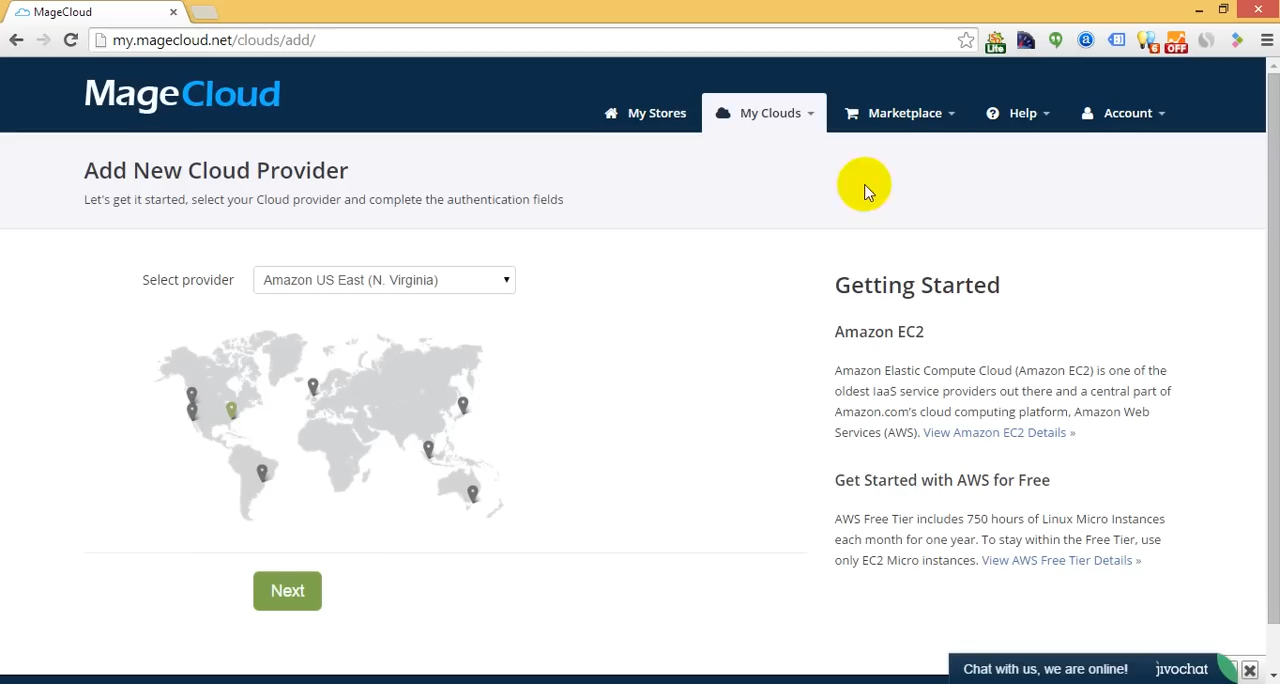 MageCloud
my.magecloud.net/clouds/add/
Lite
a
6
OFF
MageCloud
My Stores
My Clouds
Marketplace
Help
Account
Add New Cloud Provider
Let's get it started, select your Cloud provider and complete the authentication fields
Select provider
Amazon US East (N. Virginia)
Next
Getting Started
Amazon EC2
Amazon Elastic Compute Cloud (Amazon EC2) is one of the
oldest IaaS service providers out there and a central part of
Amazon.com's cloud computing platform, Amazon Web
Services (AWS). View Amazon EC2 Details »
Get Started with AWS for Free
AWS Free Tier includes 750 hours of Linux Micro Instances
each month for one year. To stay within the Free Tier, use
only EC2 Micro instances. View AWS Free Tier Details »
Chat with us, we are online! jivochat